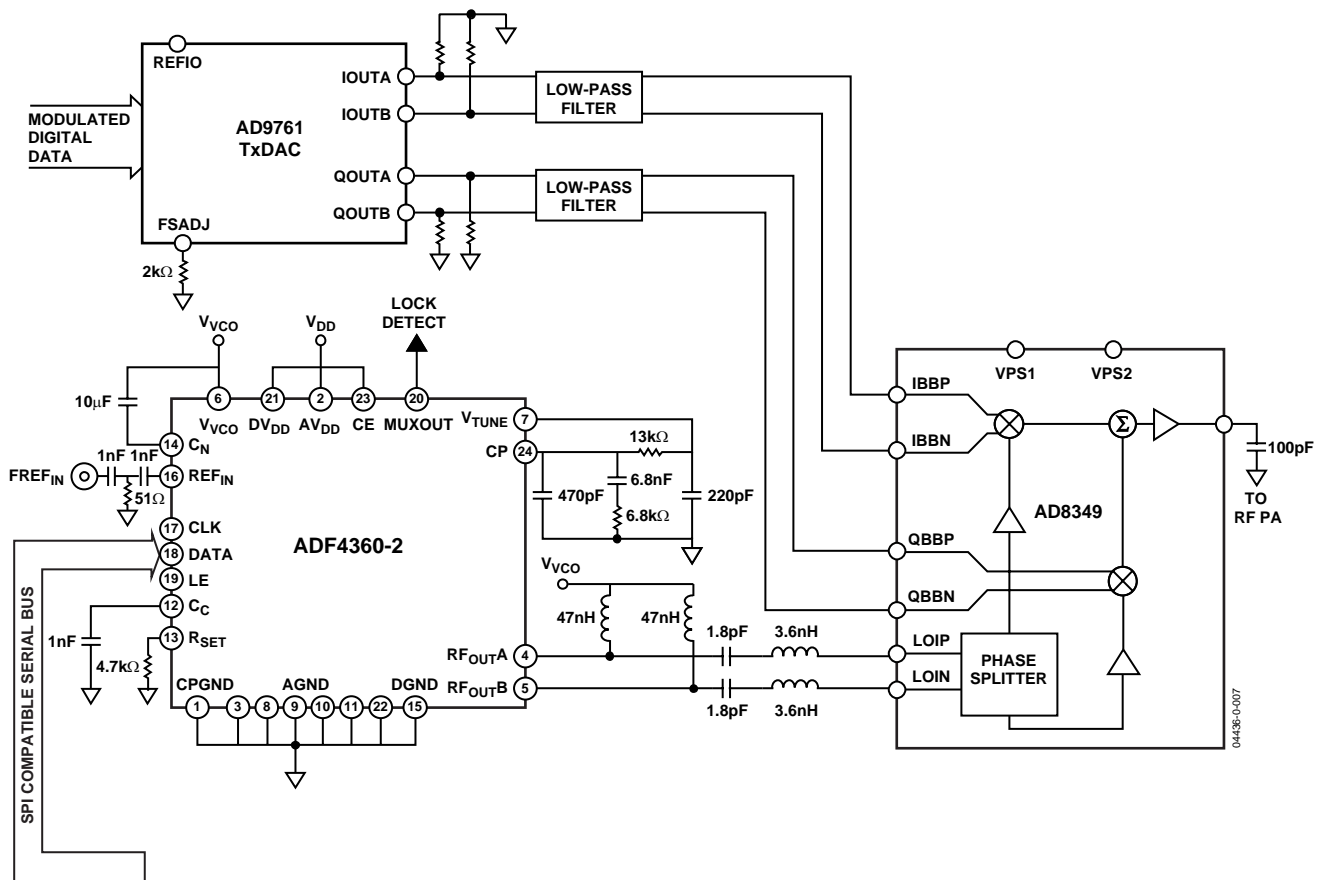 REFIO
IOUTA
IOUTB
QOUTA
QOUTB
FSADJ
AD9761
TxDAC
MODULATED
DIGITAL
DATA
2kΩ
LOW-PASS
FILTER
LOW-PASS
FILTER
LOCK
DETECT
VVCO
VDD
10µF
6
21
2
23
20
VVCO
DVDD
AVDD
CE
MUXOUT
VTUNE
7
CP
24
13kΩ
470pF
6.8nF
6.8kΩ
220pF
14
CN
1nF
1nF
FREFIN
16
REFIN
51Ω
17
CLK
18
DATA
19
LE
12
CC
13
RSET
1nF
4.7kΩ
ADF4360-2
SPI COMPATIBLE SERIAL BUS
CPGND
AGND
DGND
1
3
8
9
10
11
22
15
VVCO
47nH
47nH
RFOUTA
4
RFOUTB
5
1.8pF
3.6nH
1.8pF
3.6nH
VPS1
VPS2
IBBP
IBBN
QBBP
QBBN
LOIP
LOIN
Σ
AD8349
PHASE
SPLITTER
100pF
TO
RF PA
04436-0-007